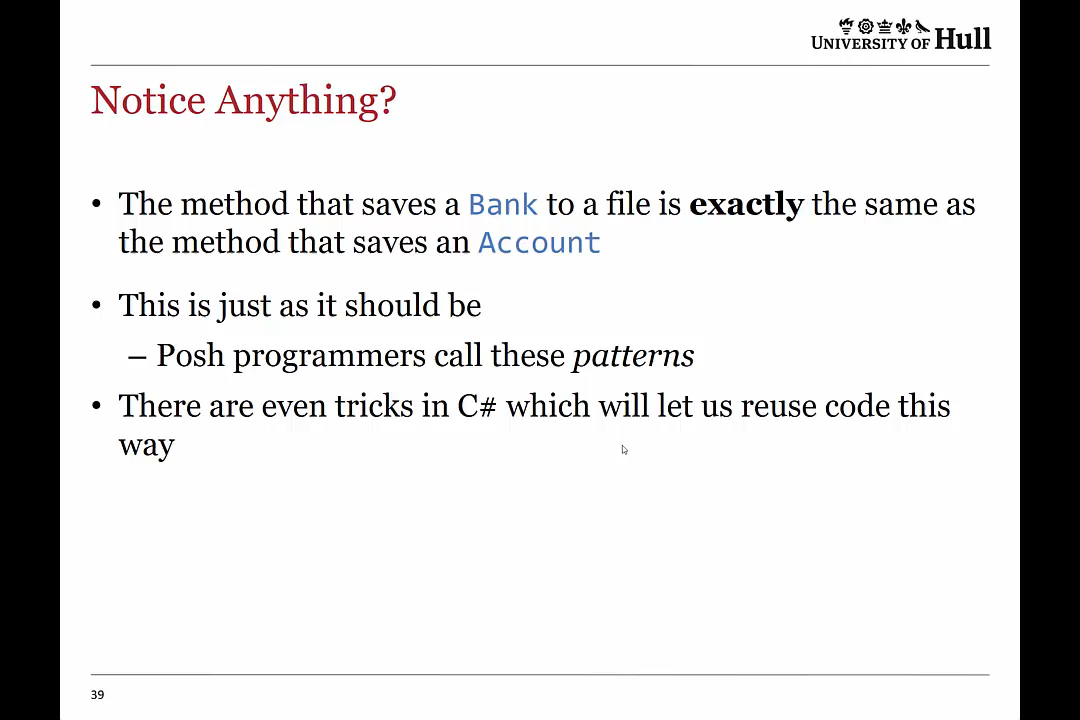 UNIVERSITY OF Hull
Notice Anything?
• The method that saves a Bank to a file is exactly the same as
the method that saves an Account
• This is just as it should be
– Posh programmers call these patterns
• There are even tricks in C# which will let us reuse code this
way
39